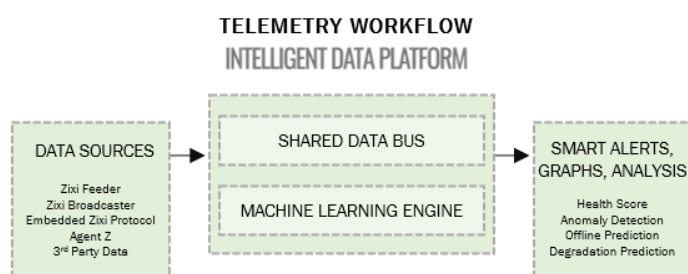 TELEMETRY WORKFLOW
INTELLIGENT DATA PLATFORM
DATA SOURCES
Zixi Feeder
Zixi Broadcaster
Embedded Zixi Protocol
Agent Z
3rd Party Data
SHARED DATA BUS
MACHINE LEARNING ENGINE
SMART ALERTS,
GRAPHS, ANALYSIS
Health Score
Anomaly Detection
Offline Prediction
Degradation Prediction